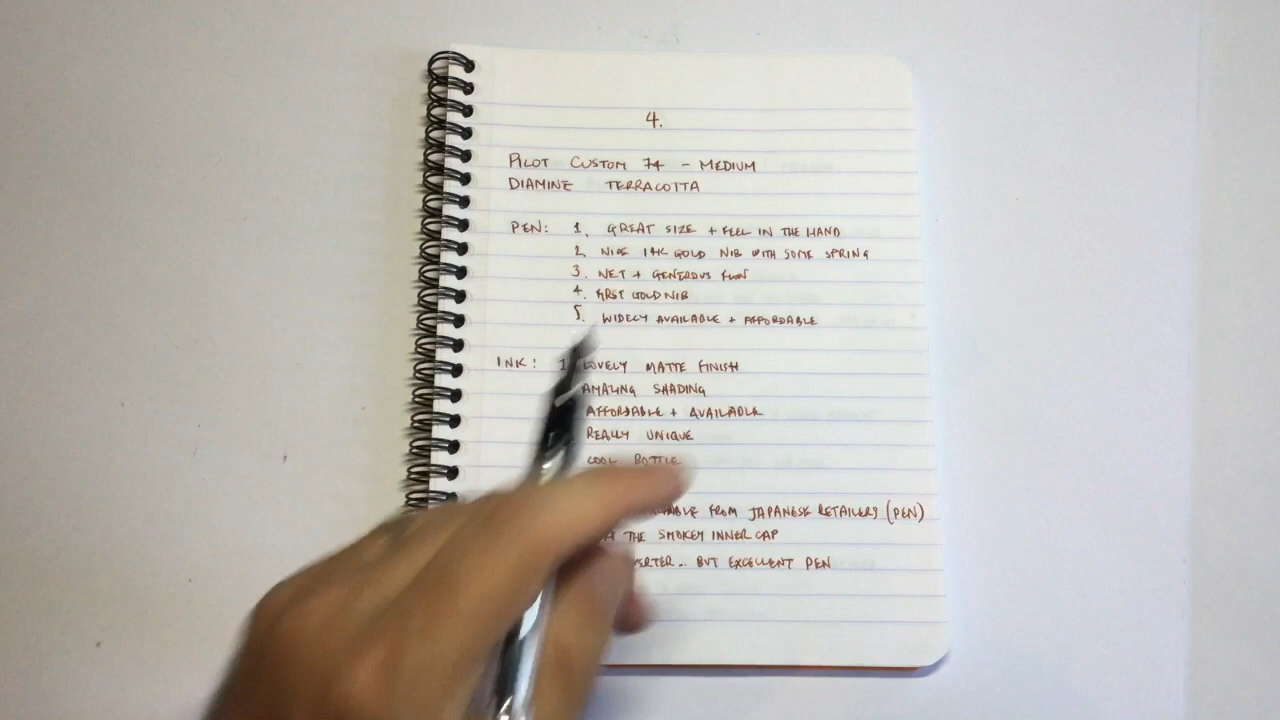 4.
PILOT CUSTOM 74 - MEDIUM
DIAMINE TERRACOTTA
PEN: 1. GREAT SIZE + FEEL IN THE HAND
2. NICE 14K GOLD NIB WITH SOME SPRING
3. WET + GENEROUS FLOW
4. FIRST GOLD NIB
5. WIDELY AVAILABLE + AFFORDABLE
INK: 1 LOVELY MATTE FINISH
AMAZING SHADING
AFFORDABLE + AVAILABLE
REALLY UNIQUE
COOL BOTTLE
FROM JAPANESE RETAILERS (PEN)
THE SMOKEY INNER CAP
BUT EXCELLENT PEN